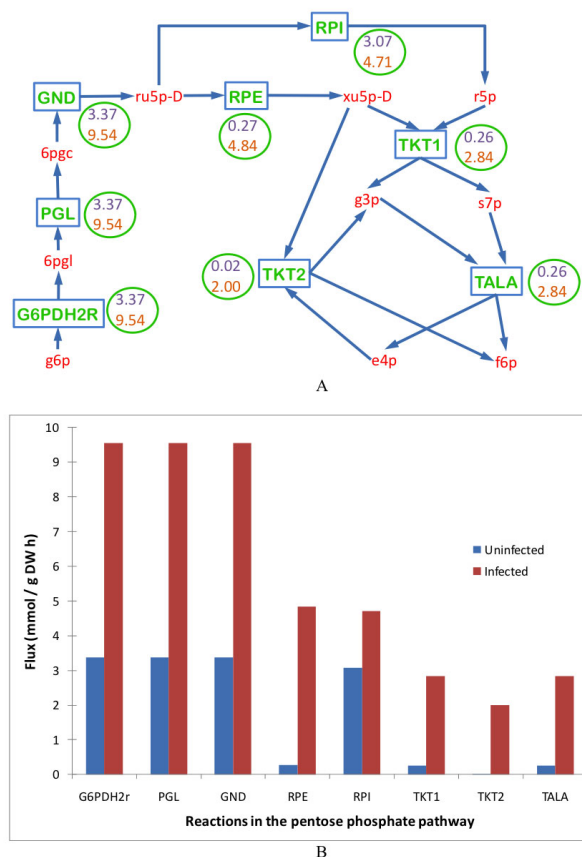 RPI
3.07
4.71
GND
ru5p-D
RPE
xu5p-D
r5p
3.37
9.54
0.27
4.84
TKT1
0.26
2.84
6pgc
PGL
3.37
9.54
g3p
s7p
6pgl
0.02
2.00
TKT2
TALA
0.26
2.84
G6PDH2R
3.37
9.54
g6p
e4p
f6p
A
10
9
8
7
6
5
4
3
2
1
0
Flux (mmol / g DW h)
Uninfected
Infected
G6PDH2r PGL GND RPE RPI TKT1 TKT2 TALA
Reactions in the pentose phosphate pathway
B